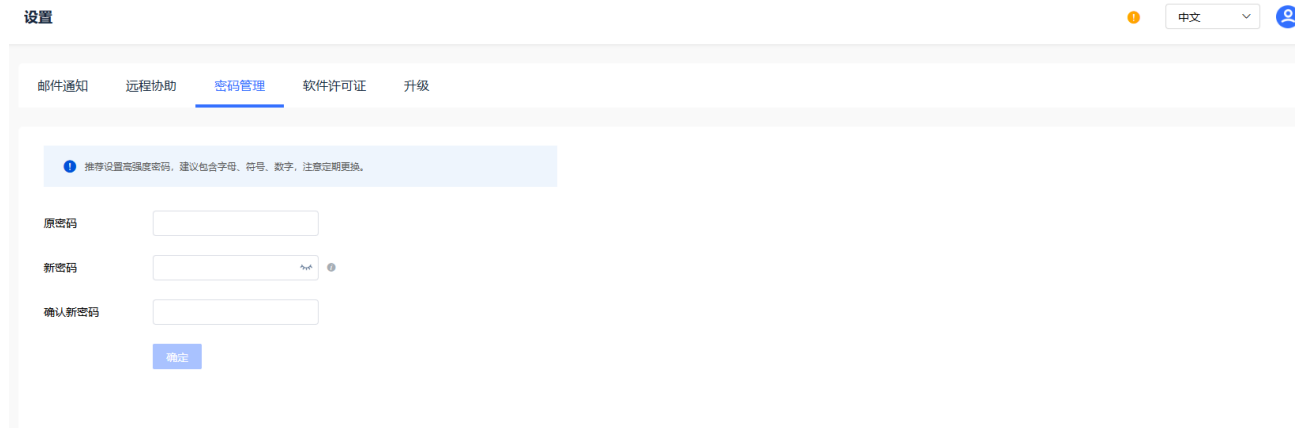 设置
中文
邮件通知 远程协助 密码管理 软件许可证 升级
推荐设置高强度密码，建议包含字母、符号、数字，注意定期更换。
原密码
新密码
确认新密码
确定